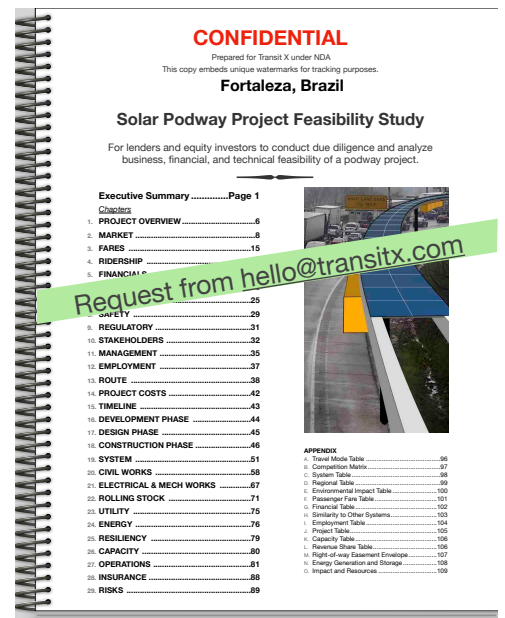 CONFIDENTIAL
Prepared for Transit X under NDA
This copy embeds unique watermarks for tracking purposes.
Fortaleza, Brazil
Solar Podway Project Feasibility Study
For lenders and equity investors to conduct due diligence and analyze
business, financial, and technical feasibility of a podway project.
Executive Summary ..............Page 1
Chapters
1. PROJECT OVERVIEW ...................................6
2. MARKET ......................................................8
3. FARES ......................................................15
4. RIDERSHIP
5. FINANCIALS
Request from hello@transitx.com
25
SAFETY ......................................................29
9. REGULATORY .............................................31
10. STAKEHOLDERS ........................................32
11. MANAGEMENT ...........................................35
12. EMPLOYMENT ............................................37
13. ROUTE ......................................................38
14. PROJECT COSTS .......................................42
15. TIMELINE ...................................................43
16. DEVELOPMENT PHASE ..............................44
17. DESIGN PHASE ..........................................45
18. CONSTRUCTION PHASE .............................46
19. SYSTEM .....................................................51
20. CIVIL WORKS .............................................58
21. ELECTRICAL & MECH WORKS ....................67
22. ROLLING STOCK ........................................71
23. UTILITY ......................................................75
24. ENERGY .....................................................76
25. RESILIENCY ................................................79
26. CAPACITY ...................................................80
27. OPERATIONS ..............................................81
28. INSURANCE ................................................88
29. RISKS .........................................................89
APPENDIX
A. Travel Mode Table ......................................96
B. Competition Matrix .....................................97
C. System Table ..............................................98
D. Regional Table ............................................99
E. Environmental Impact Table .......................100
F. Passenger Fare Table .................................101
G. Financial Table ..........................................102
H. Similarity to Other Systems ........................103
I. Employment Table ......................................104
J. Project Table .............................................105
K. Capacity Table ...........................................106
L. Revenue Share Table ..................................106
M. Right-of-way Easement Envelope ...............107
N. Energy Generation and Storage ..................108
O. Impact and Resources ...............................109